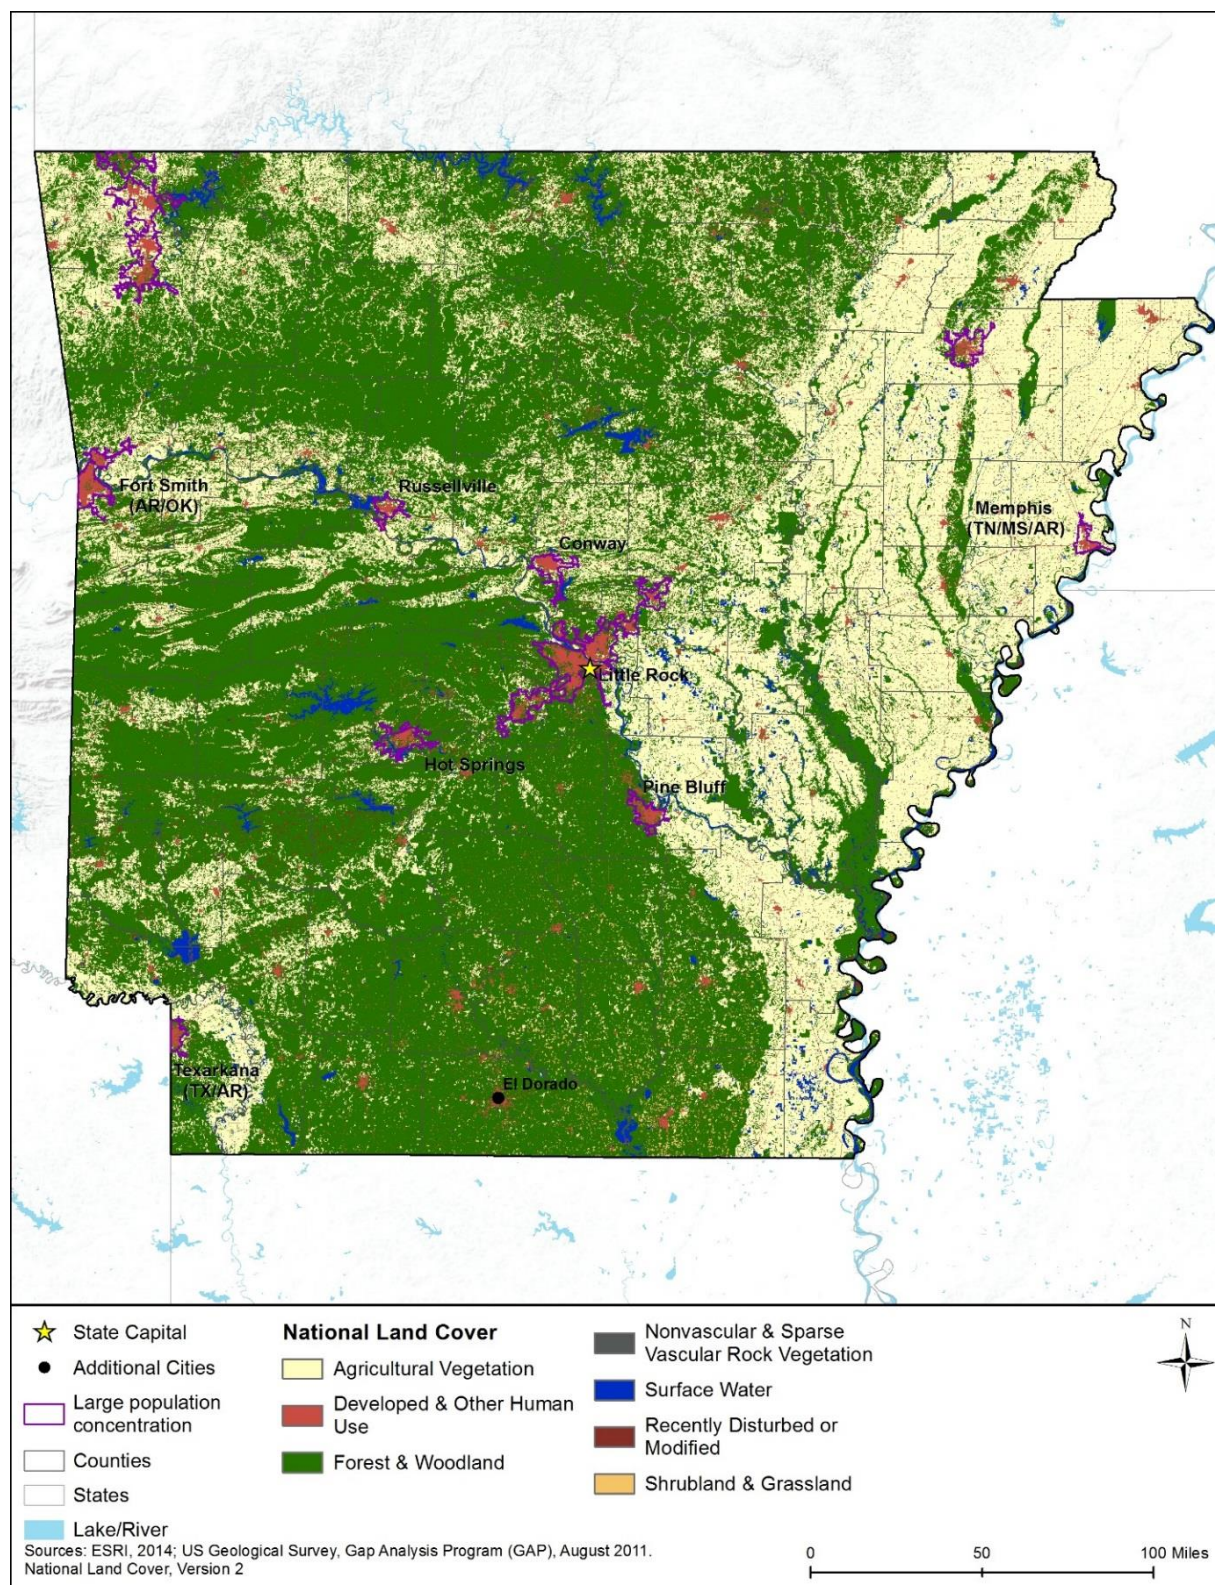 Fort Smith
(AR/OK)
Russellville
Conway
Memphis
(TN/MS/AR)
Little Rock
Hot Springs
Pine Bluff
Texarkana
(TX/AR)
El Dorado
State Capital
Additional Cities
Large population
concentration
Counties
States
Lake/River
National Land Cover
Agricultural Vegetation
Developed & Other Human
Use
Forest & Woodland
Nonvascular & Sparse
Vascular Rock Vegetation
Surface Water
Recently Disturbed or
Modified
Shrubland & Grassland
N
Sources: ESRI, 2014; US Geological Survey, Gap Analysis Program (GAP), August 2011.
National Land Cover, Version 2
0 50 100 Miles